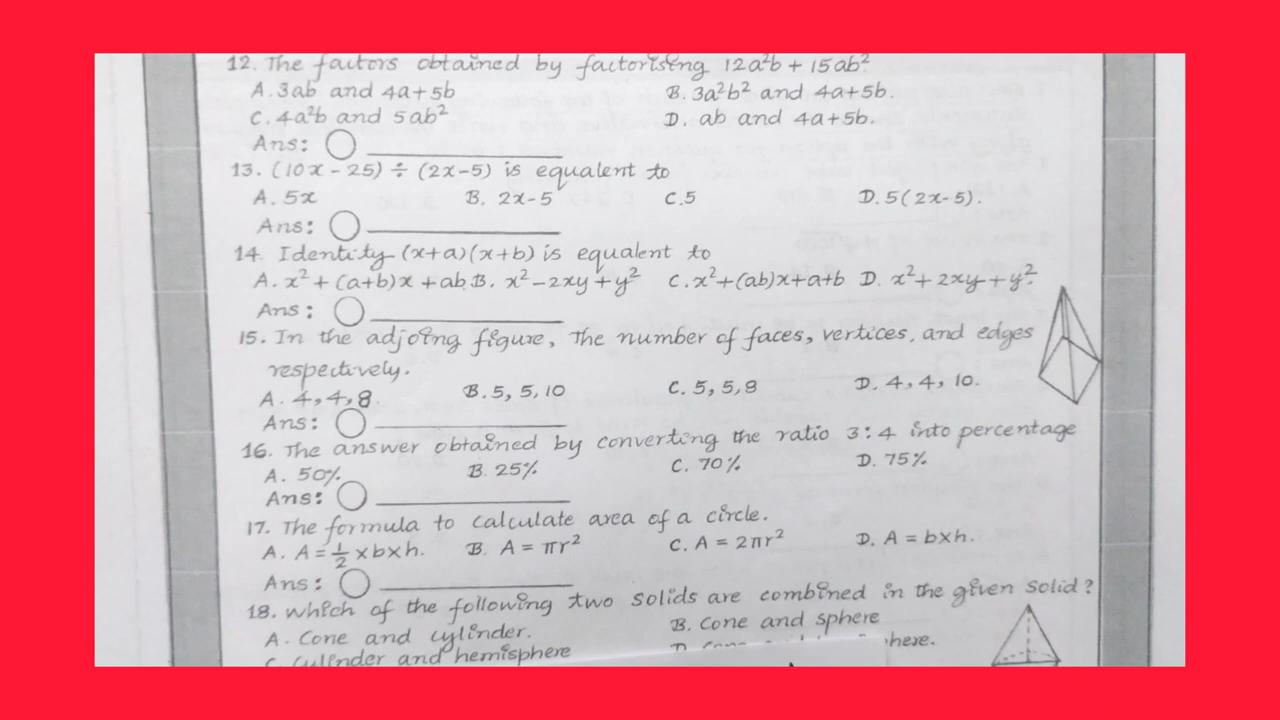 12. The factors obtained by factorising 12a²b + 15ab²
A. 3ab and 4a+5b B. 3a²b² and 4a+5b.
C. 4a²b and 5ab² D. ab and 4a+5b.
Ans:
13. (10x - 25) ÷ (2x-5) is equalent to
A. 5x B. 2x-5 C. 5 D. 5(2x-5).
Ans:
14. Identity (x+a)(x+b) is equalent to
A. x² + (a+b)x + ab. B. x² - 2xy + y² C. x² + (ab)x + a+b D. x² + 2xy + y².
Ans:
15. In the adjoing figure, The number of faces, vertices, and edges
respectively.
A. 4, 4, 8. B. 5, 5, 10 C. 5, 5, 8 D. 4, 4, 10.
Ans:
16. The answer obtained by converting the ratio 3:4 into percentage
A. 50%. B. 25% C. 70% D. 75%
Ans:
17. The formula to calculate area of a circle.
A. A = 1/2 × b×h. B. A = πr² C. A = 2πr² D. A = b×h.
Ans:
18. which of the following two solids are combined in the given solid?
A. Cone and cylinder. B. Cone and sphere
C. Cylinder and hemisphere D.